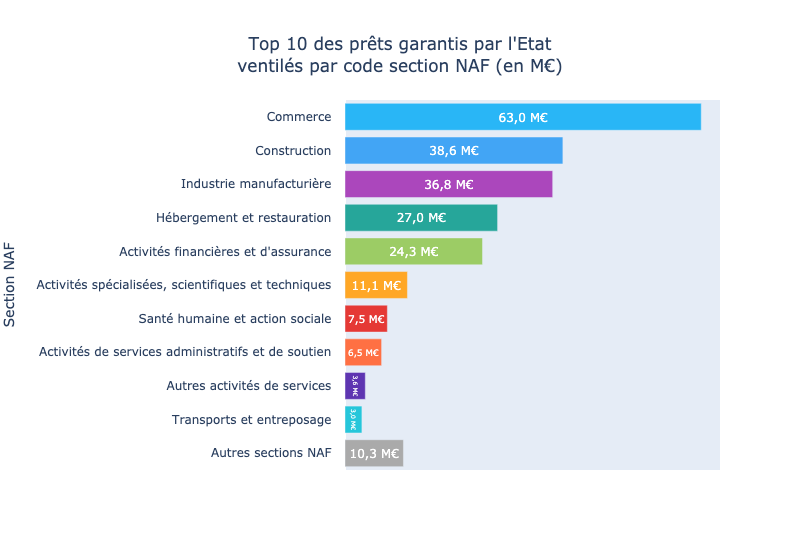 Top 10 des prêts garantis par l'Etat
ventilés par code section NAF (en M€)
Section NAF
Commerce 63,0 M€
Construction 38,6 M€
Industrie manufacturière 36,8 M€
Hébergement et restauration 27,0 M€
Activités financières et d'assurance 24,3 M€
Activités spécialisées, scientifiques et techniques 11,1 M€
Santé humaine et action sociale 7,5 M€
Activités de services administratifs et de soutien 6,5 M€
Autres activités de services 3,6 M€
Transports et entreposage 3,0 M€
Autres sections NAF 10,3 M€